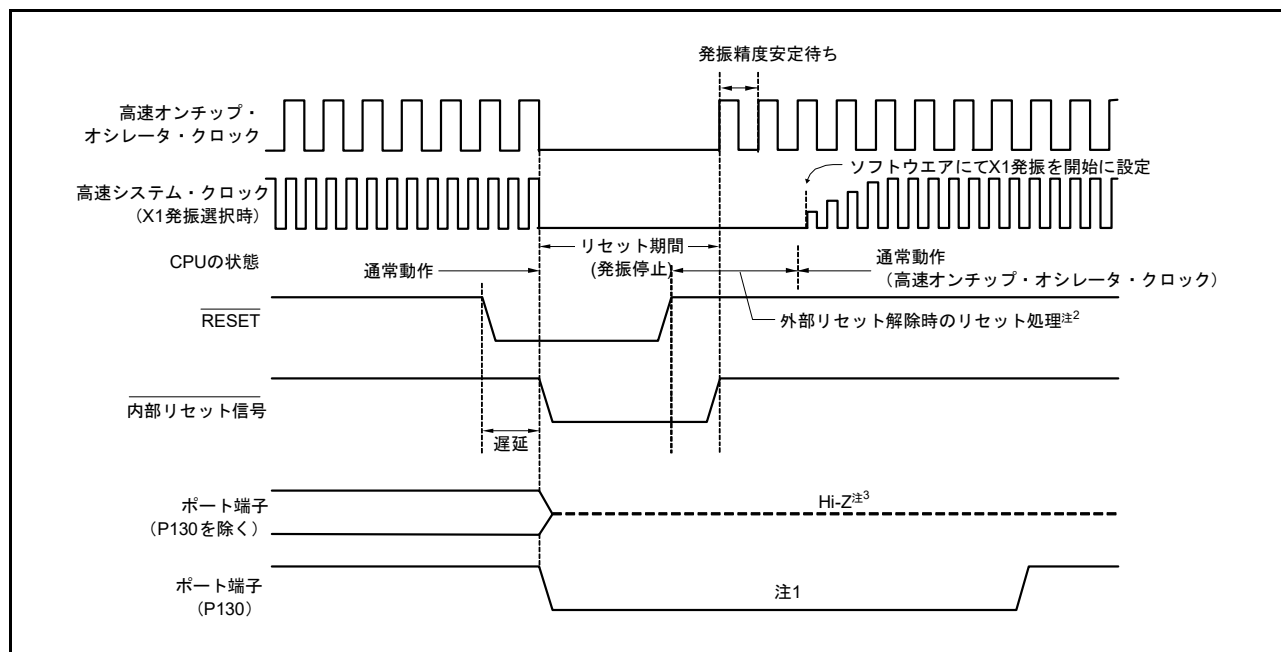 発振精度安定待ち
高速オンチップ・
オシレータ・クロック
ソフトウエアにてX1発振を開始に設定
高速システム・クロック
（X1発振選択時）
リセット期間
(発振停止)
CPUの状態
通常動作
通常動作
（高速オンチップ・オシレータ・クロック）
RESET
外部リセット解除時のリセット処理注2
内部リセット信号
遅延
ポート端子
（P130を除く）
Hi-Z注3
ポート端子
（P130）
注1